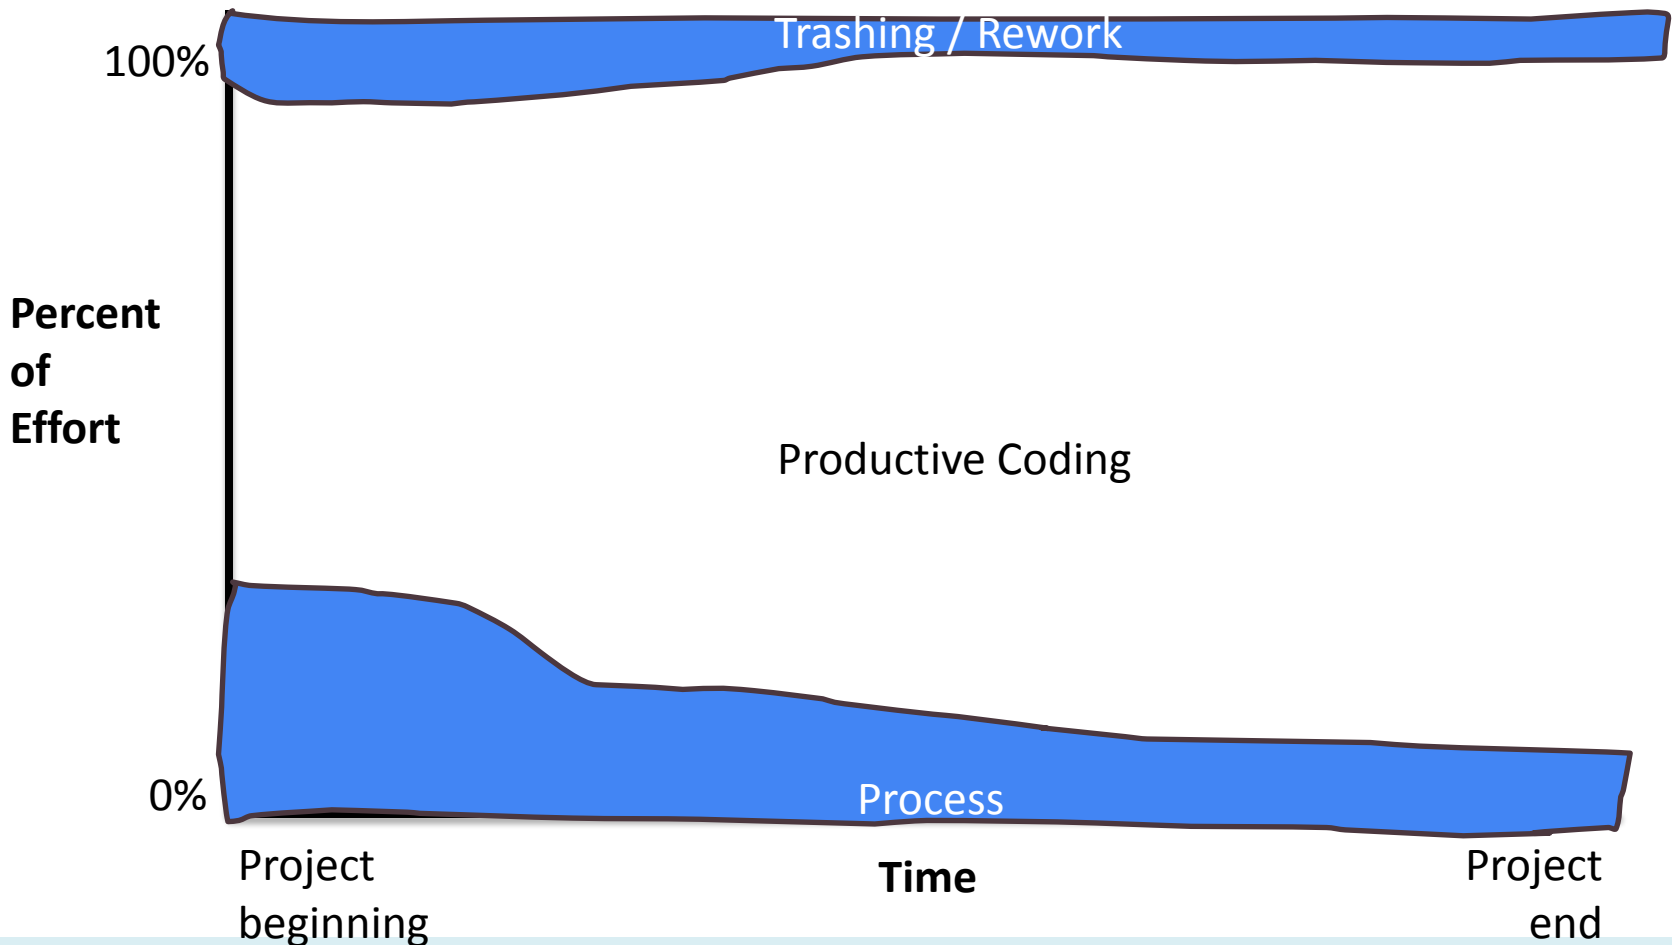 Trashing / Rework
100%
Percent
of
Effort
Productive Coding
0%
Process
Project
beginning
Time
Project
end